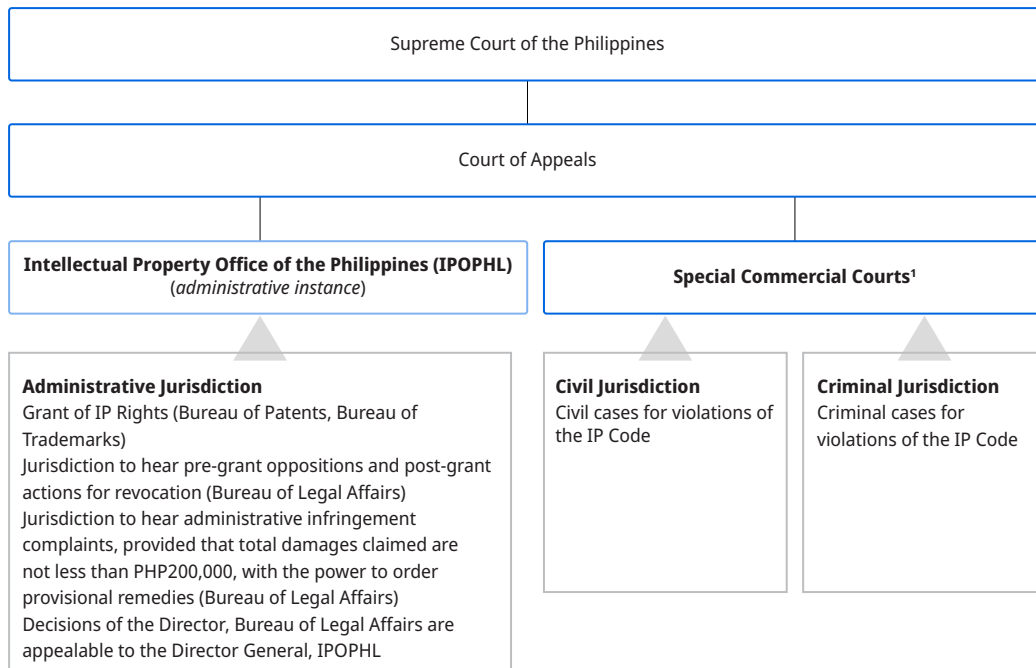 Supreme Court of the Philippines
Court of Appeals
Intellectual Property Office of the Philippines (IPOPHL)
(administrative instance)
Special Commercial Courts¹
Administrative Jurisdiction
Grant of IP Rights (Bureau of Patents, Bureau of
Trademarks)
Jurisdiction to hear pre-grant oppositions and post-grant
actions for revocation (Bureau of Legal Affairs)
Jurisdiction to hear administrative infringement
complaints, provided that total damages claimed are
not less than PHP200,000, with the power to order
provisional remedies (Bureau of Legal Affairs)
Decisions of the Director, Bureau of Legal Affairs are
appealable to the Director General, IPOPHL
Civil Jurisdiction
Civil cases for violations of
the IP Code
Criminal Jurisdiction
Criminal cases for
violations of the IP Code